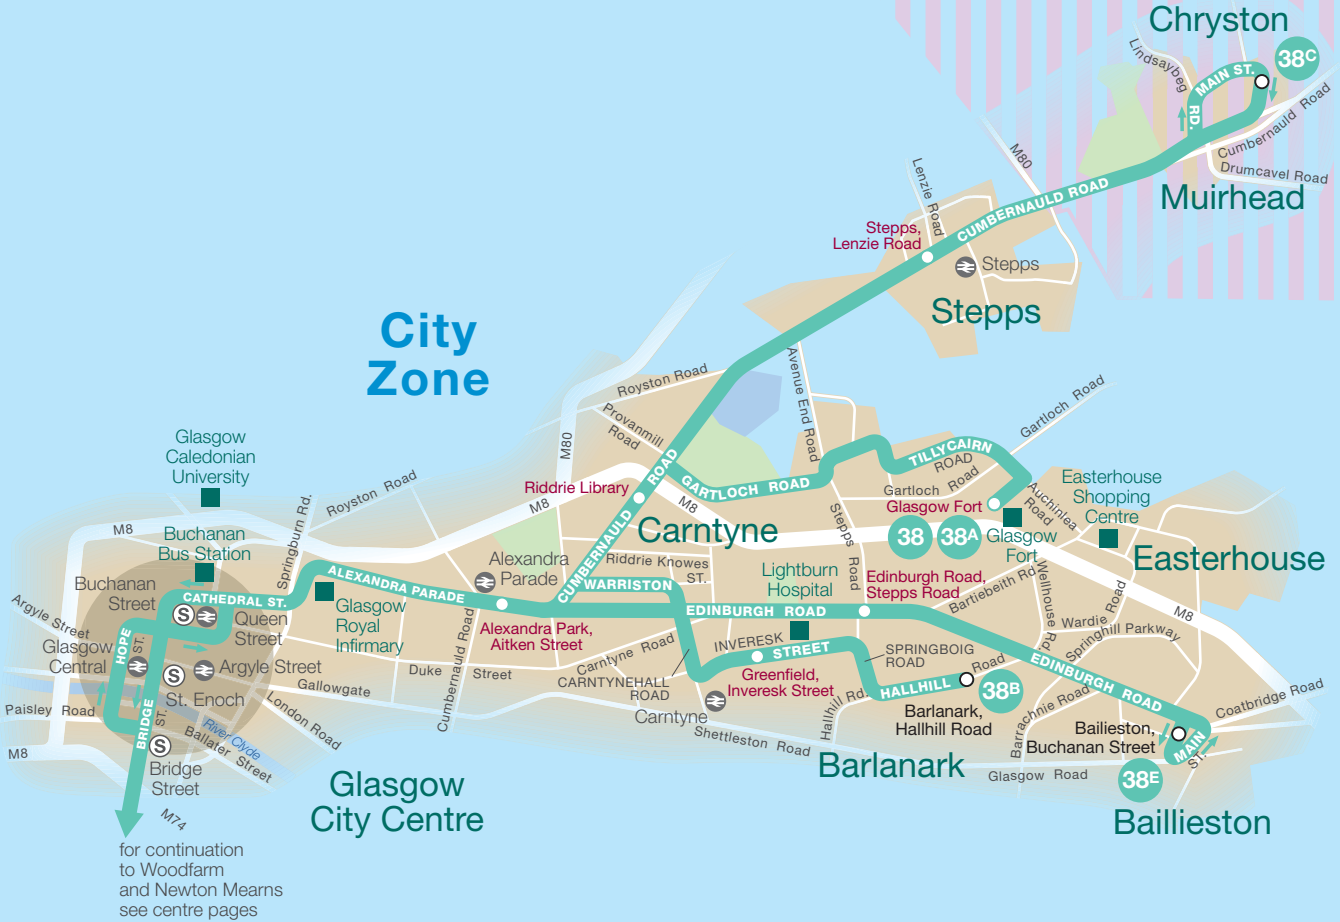 Chryston
38C
Lindsaybeg
RD.
MAIN ST.
Cumbernauld Road
Drumcavel Road
Muirhead
M80
Lenzie Road
CUMBERNAULD ROAD
Stepps,
Lenzie Road
Stepps
Stepps
City
Zone
Royston Road
Provanmill
Road
Avenue End Road
M80
Gartloch Road
Glasgow
Caledonian
University
Royston Road
Springburn Rd.
Riddrie Library
M8
M8
CUMBERNAULD ROAD
GARTLOCH ROAD
TILLYCAIRN
ROAD
Gartloch Road
Glasgow Fort
Auchinlea
Road
Easterhouse
Shopping
Centre
Carntyne
38
38A
Glasgow
Fort
Easterhouse
M8
Buchanan
Bus Station
Buchanan
Street
CATHEDRAL ST.
S
Queen
Street
Argyle Street
HOPE
ST.
Glasgow
Central
Argyle Street
S
St. Enoch
BRIDGE
ST.
Paisley Road
M8
River Clyde
Ballater Street
S
Bridge
Street
London Road
Gallowgate
M74
for continuation
to Woodfarm
and Newton Mearns
see centre pages
Glasgow
City Centre
ALEXANDRA PARADE
Glasgow
Royal
Infirmary
Alexandra
Parade
Alexandra Park,
Aitken Street
Duke Street
Cumbernauld Road
Riddrie Knowes
WARRISTON
ST.
EDINBURGH ROAD
Lightburn
Hospital
Stepps Road
Edinburgh Road,
Stepps Road
Carntyne Road
CARNTYNEHALL
ROAD
INVERESK
STREET
Greenfield,
Inveresk Street
Carntyne
Shettleston Road
SPRINGBOIG
ROAD
Hallhill Rd.
HALLHILL
Road
38B
Barlanark,
Hallhill Road
Barlanark
Bartiebeith Rd
Wellhouse Rd
Wardie Road
Springhill Parkway
M8
EDINBURGH ROAD
Barrachnie Road
Glasgow Road
Coatbridge Road
Bailieston,
Buchanan Street
MAIN
ST.
38E
Baillieston